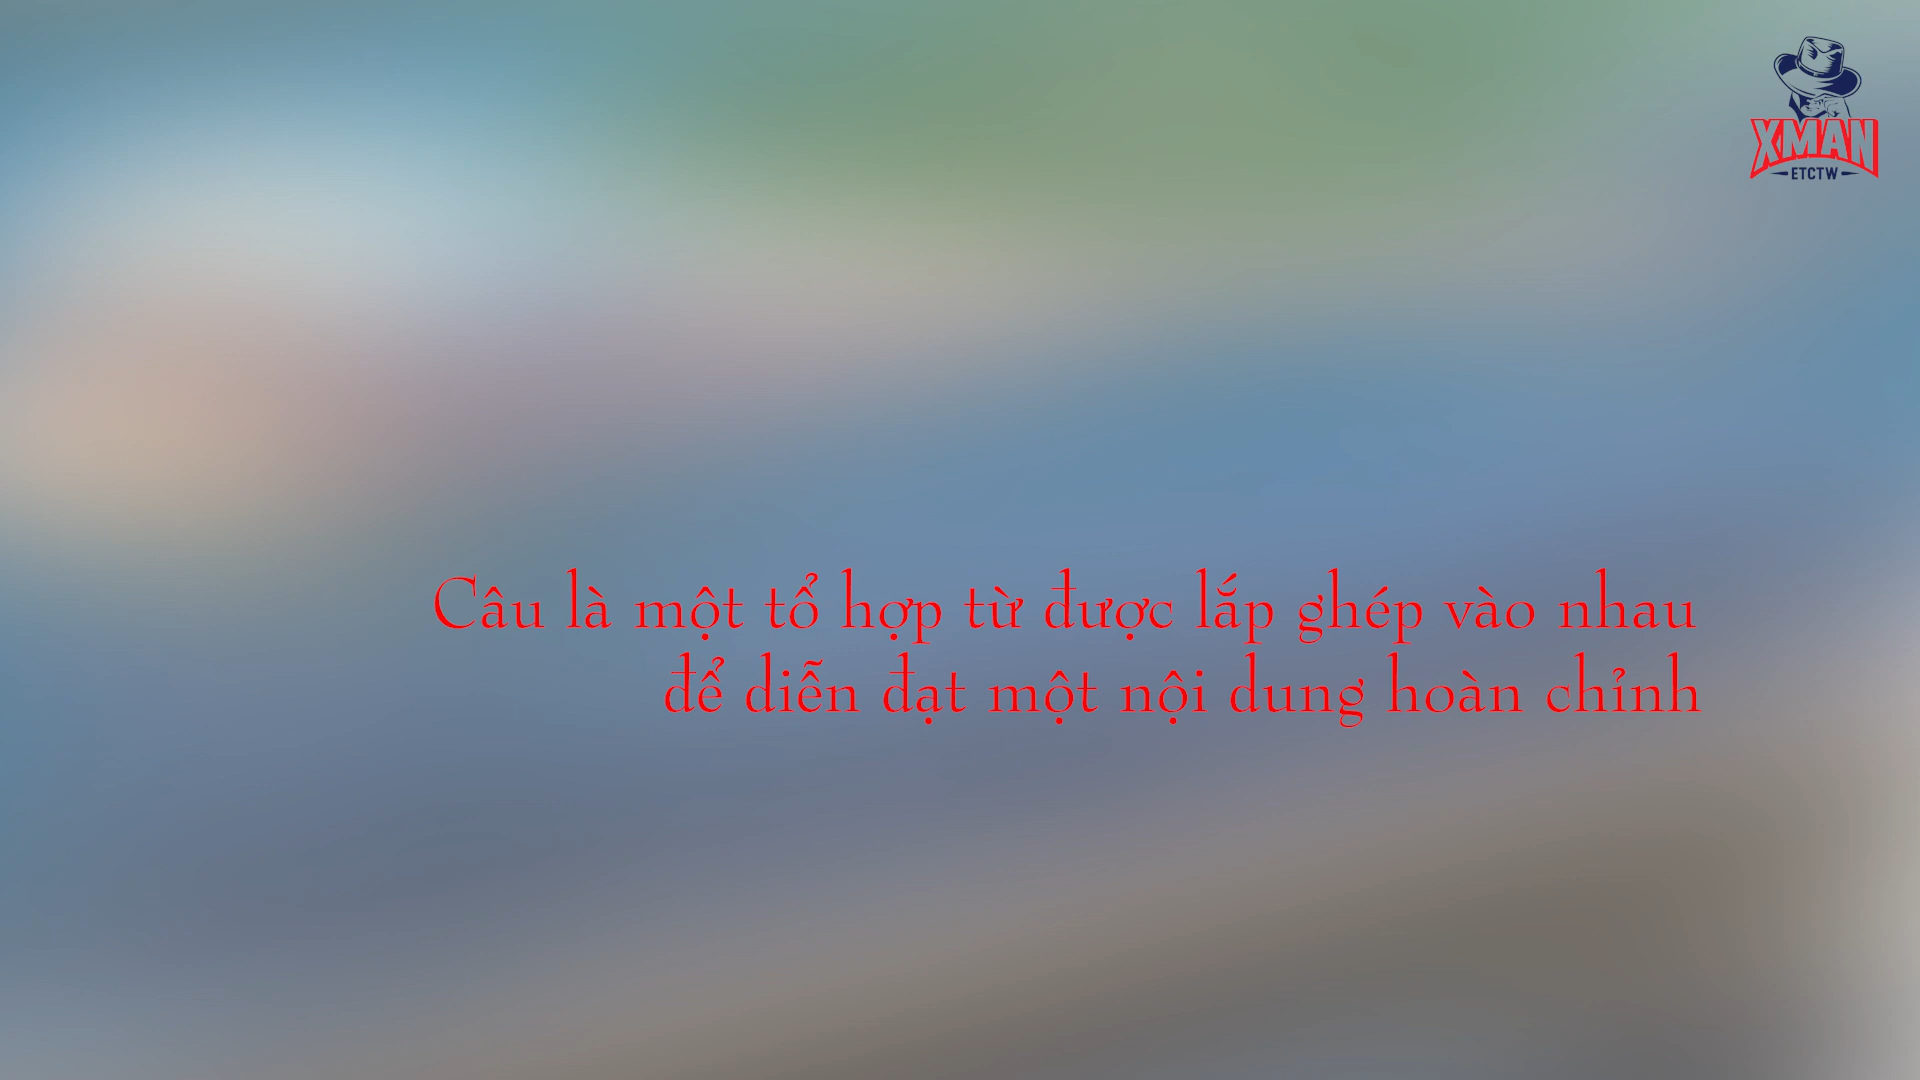 XMAN
ETCTW
Câu là một tổ hợp từ được lắp ghép vào nhau
để diễn đạt một nội dung hoàn chỉnh